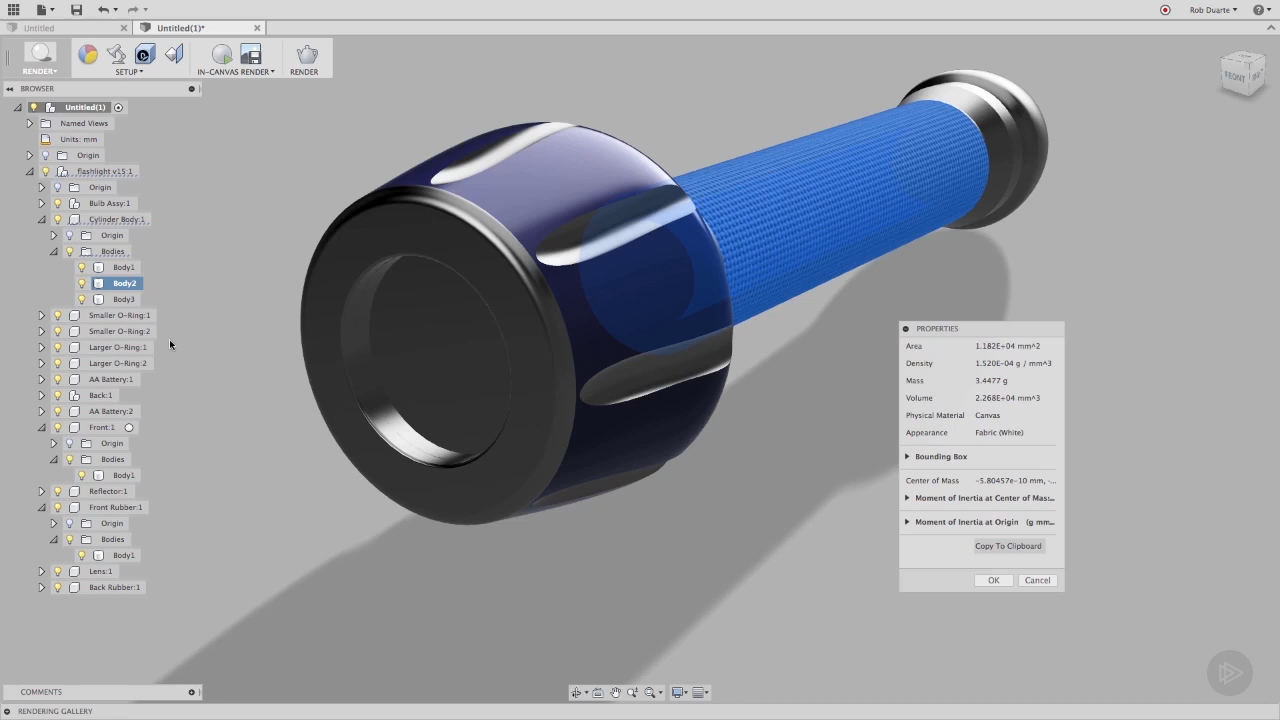 Rob Duarte
Untitled
Untitled(1)*
RENDER
SETUP
IN-CANVAS RENDER
RENDER
BROWSER
Untitled(1)
Named Views
Units: mm
Origin
flashlight v15:1
Origin
Bulb Assy:1
Cylinder Body:1
Origin
Bodies
Body1
Body2
Body3
Smaller O-Ring:1
Smaller O-Ring:2
Larger O-Ring:1
Larger O-Ring:2
AA Battery:1
Back:1
AA Battery:2
Front:1
Origin
Bodies
Body1
Reflector:1
Front Rubber:1
Origin
Bodies
Body1
Lens:1
Back Rubber:1
FRONT
PROPERTIES
Area 1.182E+04 mm^2
Density 1.520E-04 g / mm^3
Mass 3.4477 g
Volume 2.268E+04 mm^3
Physical Material Canvas
Appearance Fabric (White)
Bounding Box
Center of Mass -5.80457e-10 mm, -...
Moment of Inertia at Center of Mas:...
Moment of Inertia at Origin (g mm...
Copy To Clipboard
OK Cancel
COMMENTS
RENDERING GALLERY